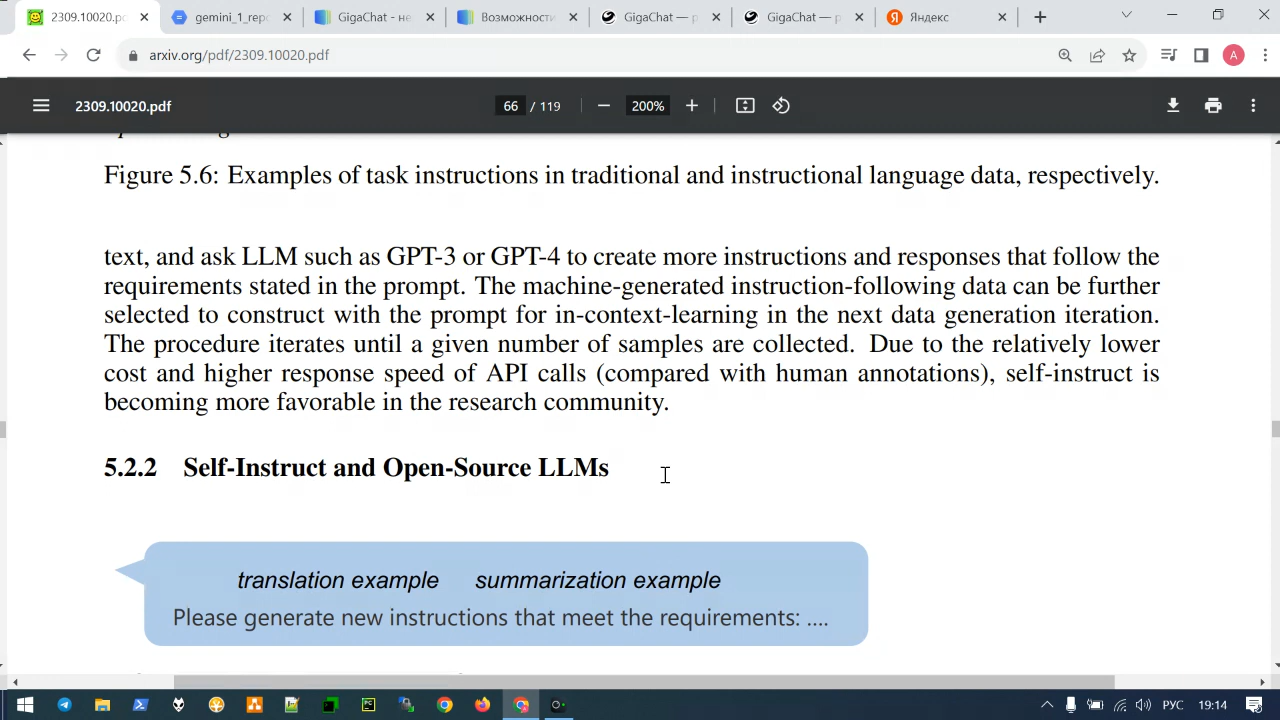 2309.10020.pd
gemini_1_repo
GigaChat - не
Возможности
GigaChat — р
GigaChat — р
Яндекс
arxiv.org/pdf/2309.10020.pdf
A
2309.10020.pdf
66 / 119
200%
Figure 5.6: Examples of task instructions in traditional and instructional language data, respectively.
text, and ask LLM such as GPT-3 or GPT-4 to create more instructions and responses that follow the
requirements stated in the prompt. The machine-generated instruction-following data can be further
selected to construct with the prompt for in-context-learning in the next data generation iteration.
The procedure iterates until a given number of samples are collected. Due to the relatively lower
cost and higher response speed of API calls (compared with human annotations), self-instruct is
becoming more favorable in the research community.
5.2.2 Self-Instruct and Open-Source LLMs
translation example summarization example
Please generate new instructions that meet the requirements: ....
РУС 19:14